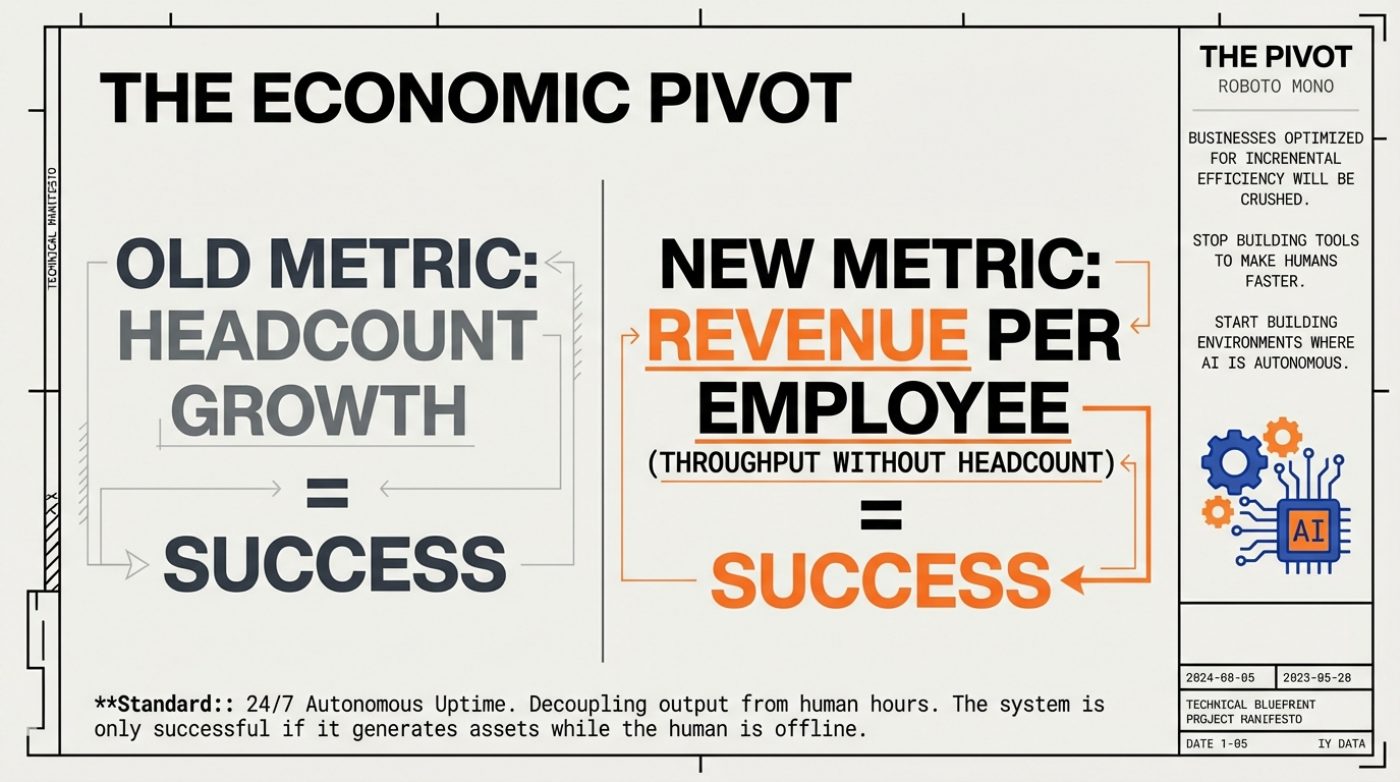 THE ECONOMIC PIVOT
OLD METRIC:
HEADCOUNT
GROWTH
=
SUCCESS
NEW METRIC:
REVENUE PER
EMPLOYEE
(THROUGHPUT WITHOUT HEADCOUNT)
=
SUCCESS
**Standard:: 24/7 Autonomous Uptime. Decoupling output from human hours. The system is
only successful if it generates assets while the human is offline.
THE PIVOT
ROBOTO MONO
BUSINESSES OPTIMIZED
FOR INCRENENTAL
EFFICIENCY WILL BE
CRUSHED.
STOP BUILDING TOOLS
TO MAKE HUMANS
FASTER.
START BUILDING
ENVIRONMENTS WHERE
AI IS AUTONOMOUS.
AI
2024-08-05
2023-95-28
TECHNICAL BLUEPRINT
PROJECT RANIFESTO
DATE 1-05
IY DATA